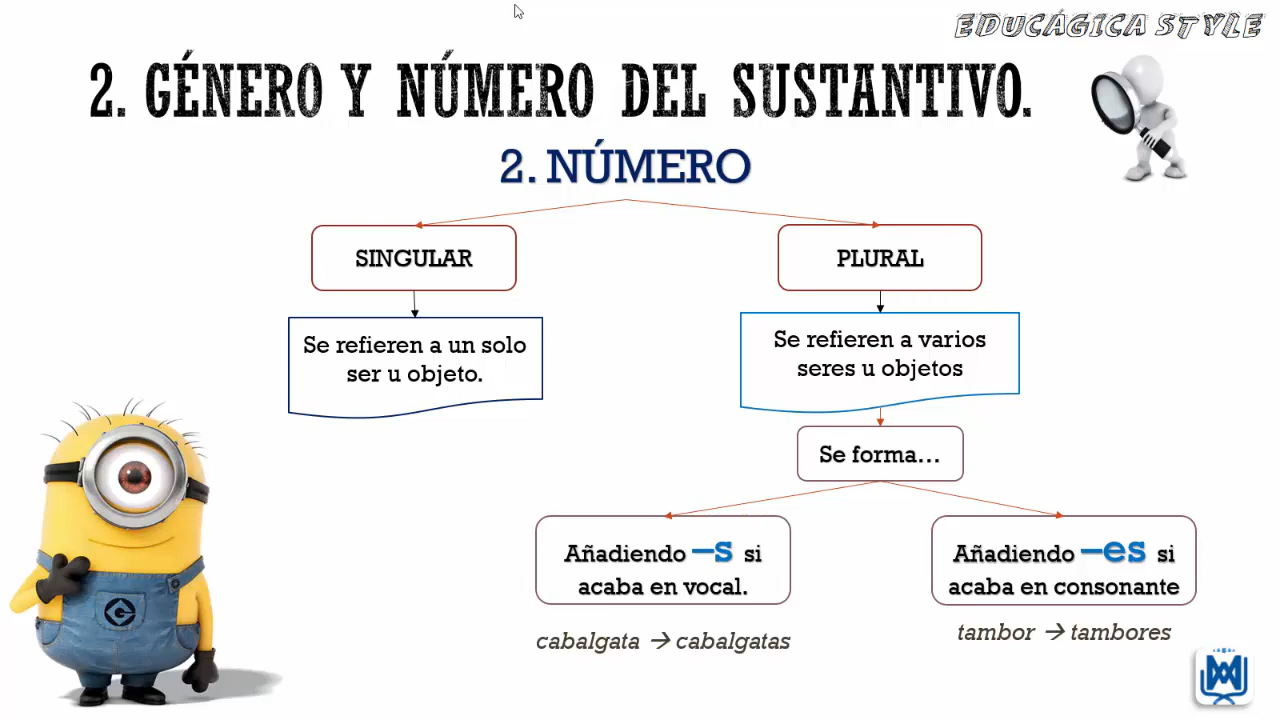 EDUCÁGICA STYLE
2. GÉNERO Y NÚMERO DEL SUSTANTIVO.
2. NÚMERO
SINGULAR
PLURAL
Se refieren a un solo
ser u objeto.
Se refieren a varios
seres u objetos
Se forma...
Añadiendo –s si
acaba en vocal.
Añadiendo –es si
acaba en consonante
cabalgata → cabalgatas
tambor → tambores